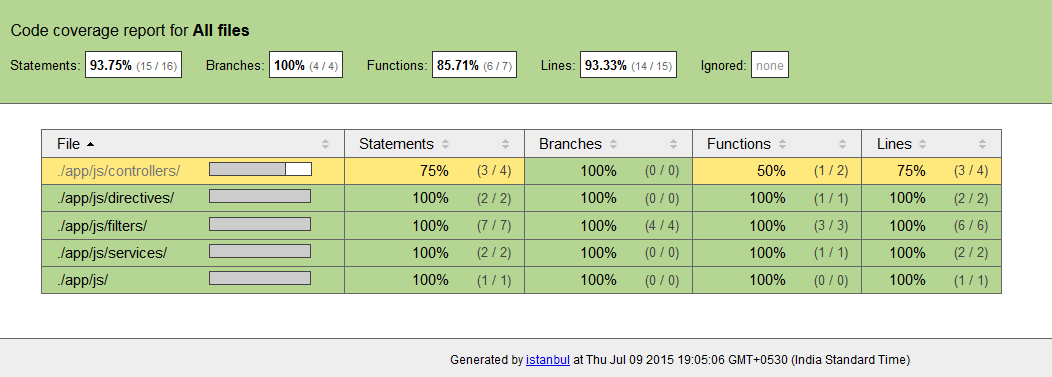 Code coverage report for All files
Statements: 93.75% (15 / 16) Branches: 100% (4 / 4) Functions: 85.71% (6 / 7) Lines: 93.33% (14 / 15) Ignored: none
File Statements Branches Functions Lines
./app/js/controllers/ 75% (3 / 4) 100% (0 / 0) 50% (1 / 2) 75% (3 / 4)
./app/js/directives/ 100% (2 / 2) 100% (0 / 0) 100% (1 / 1) 100% (2 / 2)
./app/js/filters/ 100% (7 / 7) 100% (4 / 4) 100% (3 / 3) 100% (6 / 6)
./app/js/services/ 100% (2 / 2) 100% (0 / 0) 100% (1 / 1) 100% (2 / 2)
./app/js/ 100% (1 / 1) 100% (0 / 0) 100% (0 / 0) 100% (1 / 1)
Generated by istanbul at Thu Jul 09 2015 19:05:06 GMT+0530 (India Standard Time)